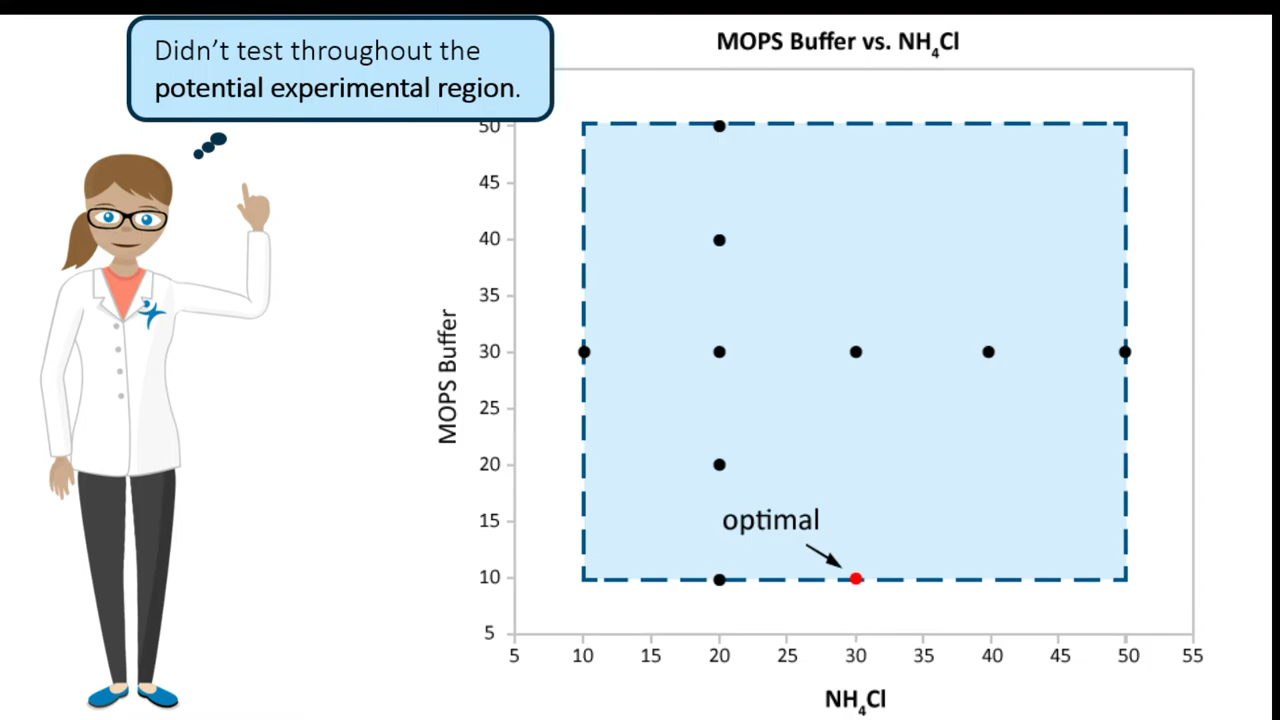 Didn’t test throughout the
potential experimental region.
MOPS Buffer vs. NH₄Cl
MOPS Buffer
50
45
40
35
30
25
20
15
10
5
optimal
5 10 15 20 25 30 35 40 45 50 55
NH₄Cl